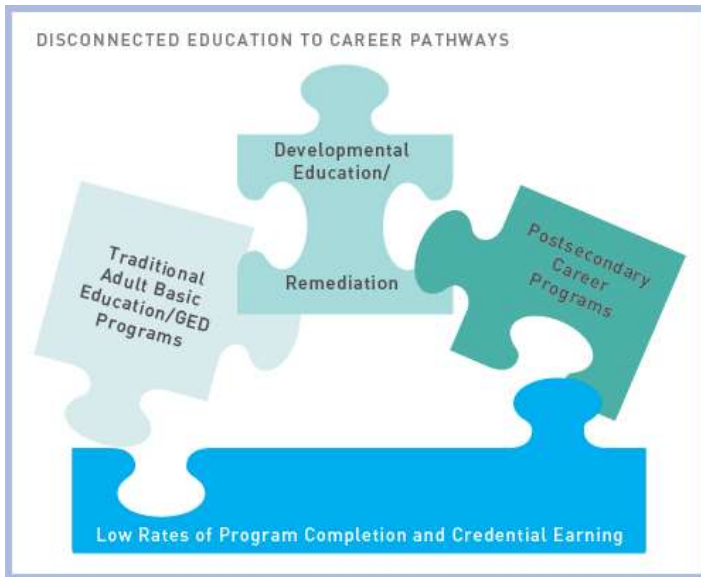 DISCONNECTED EDUCATION TO CAREER PATHWAYS
Developmental
Education/
Remediation
Traditional
Adult Basic
Education/GED
Programs
Postsecondary
Career
Programs
Low Rates of Program Completion and Credential Earning